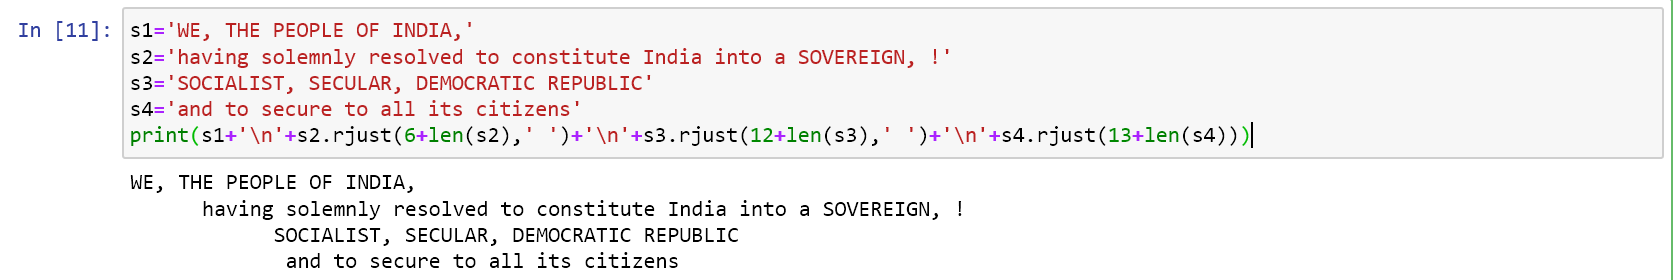 In [11]: s1='WE, THE PEOPLE OF INDIA,'
s2='having solemnly resolved to constitute India into a SOVEREIGN, !'
s3='SOCIALIST, SECULAR, DEMOCRATIC REPUBLIC'
s4='and to secure to all its citizens'
print(s1+'\n'+s2.rjust(6+len(s2),' ')+'\n'+s3.rjust(12+len(s3),' ')+'\n'+s4.rjust(13+len(s4)))
WE, THE PEOPLE OF INDIA,
      having solemnly resolved to constitute India into a SOVEREIGN, !
            SOCIALIST, SECULAR, DEMOCRATIC REPUBLIC
             and to secure to all its citizens